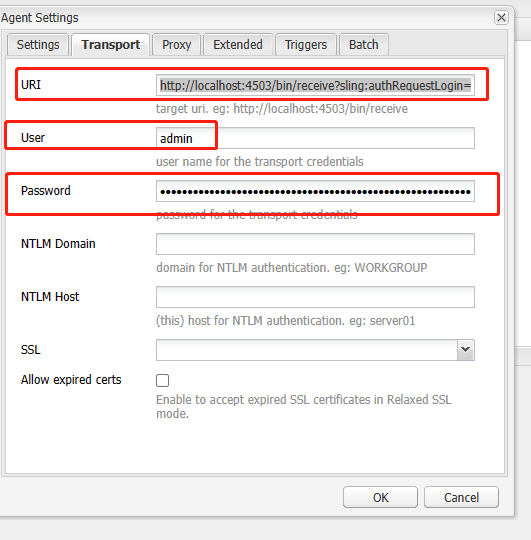 Agent Settings
Settings Transport Proxy Extended Triggers Batch
URI http://localhost:4503/bin/receive?sling:authRequestLogin=
target uri. eg: http://localhost:4503/bin/receive
User admin
user name for the transport credentials
Password ••••••••••••••••••••••••••••••••••••••••••••••••••••••••
password for the transport credentials
NTLM Domain
domain for NTLM authentication. eg: WORKGROUP
NTLM Host
(this) host for NTLM authentication. eg: server01
SSL
Allow expired certs
Enable to accept expired SSL certificates in Relaxed SSL
mode.
OK Cancel